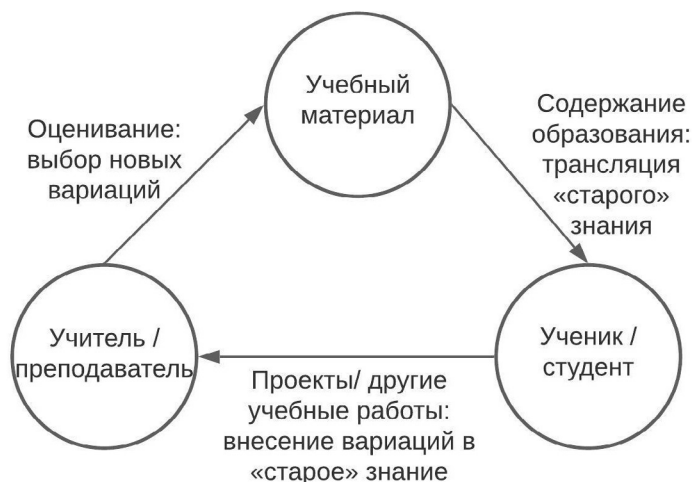 Учебный
материал
Оценивание:
выбор новых
вариаций
Содержание
образования:
трансляция
«старого»
знания
Учитель /
преподаватель
Ученик /
студент
Проекты/ другие
учебные работы:
внесение вариаций в
«старое» знание